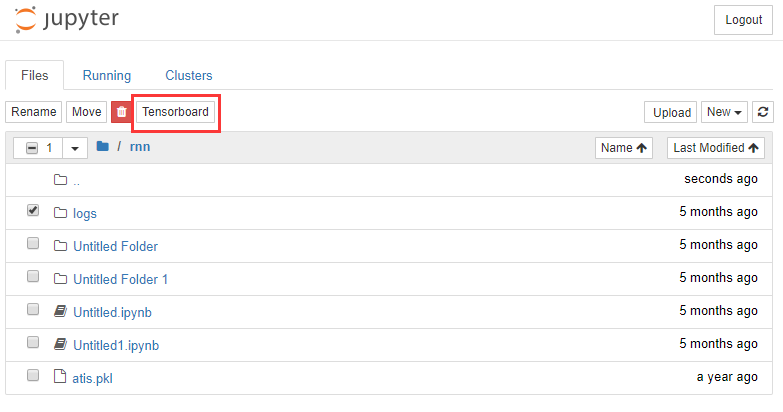 jupyter
Logout
Files Running Clusters
Rename Move Tensorboard Upload New
1 / rnn Name Last Modified
.. seconds ago
logs 5 months ago
Untitled Folder 5 months ago
Untitled Folder 1 5 months ago
Untitled.ipynb 5 months ago
Untitled1.ipynb 5 months ago
atis.pkl a year ago